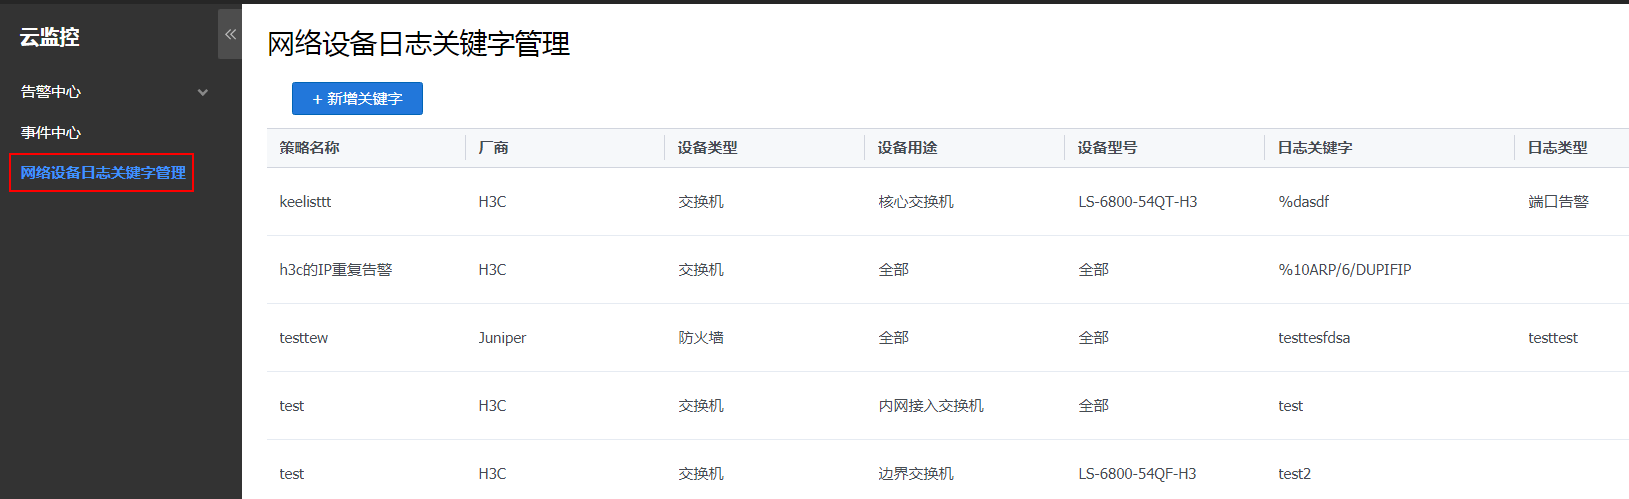 云监控
告警中心
事件中心
网络设备日志关键字管理
网络设备日志关键字管理
+ 新增关键字
策略名称 厂商 设备类型 设备用途 设备型号 日志关键字 日志类型
keelisttt H3C 交换机 核心交换机 LS-6800-54QT-H3 %dasdf 端口告警
h3c的IP重复告警 H3C 交换机 全部 全部 %10ARP/6/DUPIFIP
testtew Juniper 防火墙 全部 全部 testtesfdsa testtest
test H3C 交换机 内网接入交换机 全部 test
test H3C 交换机 边界交换机 LS-6800-54QF-H3 test2